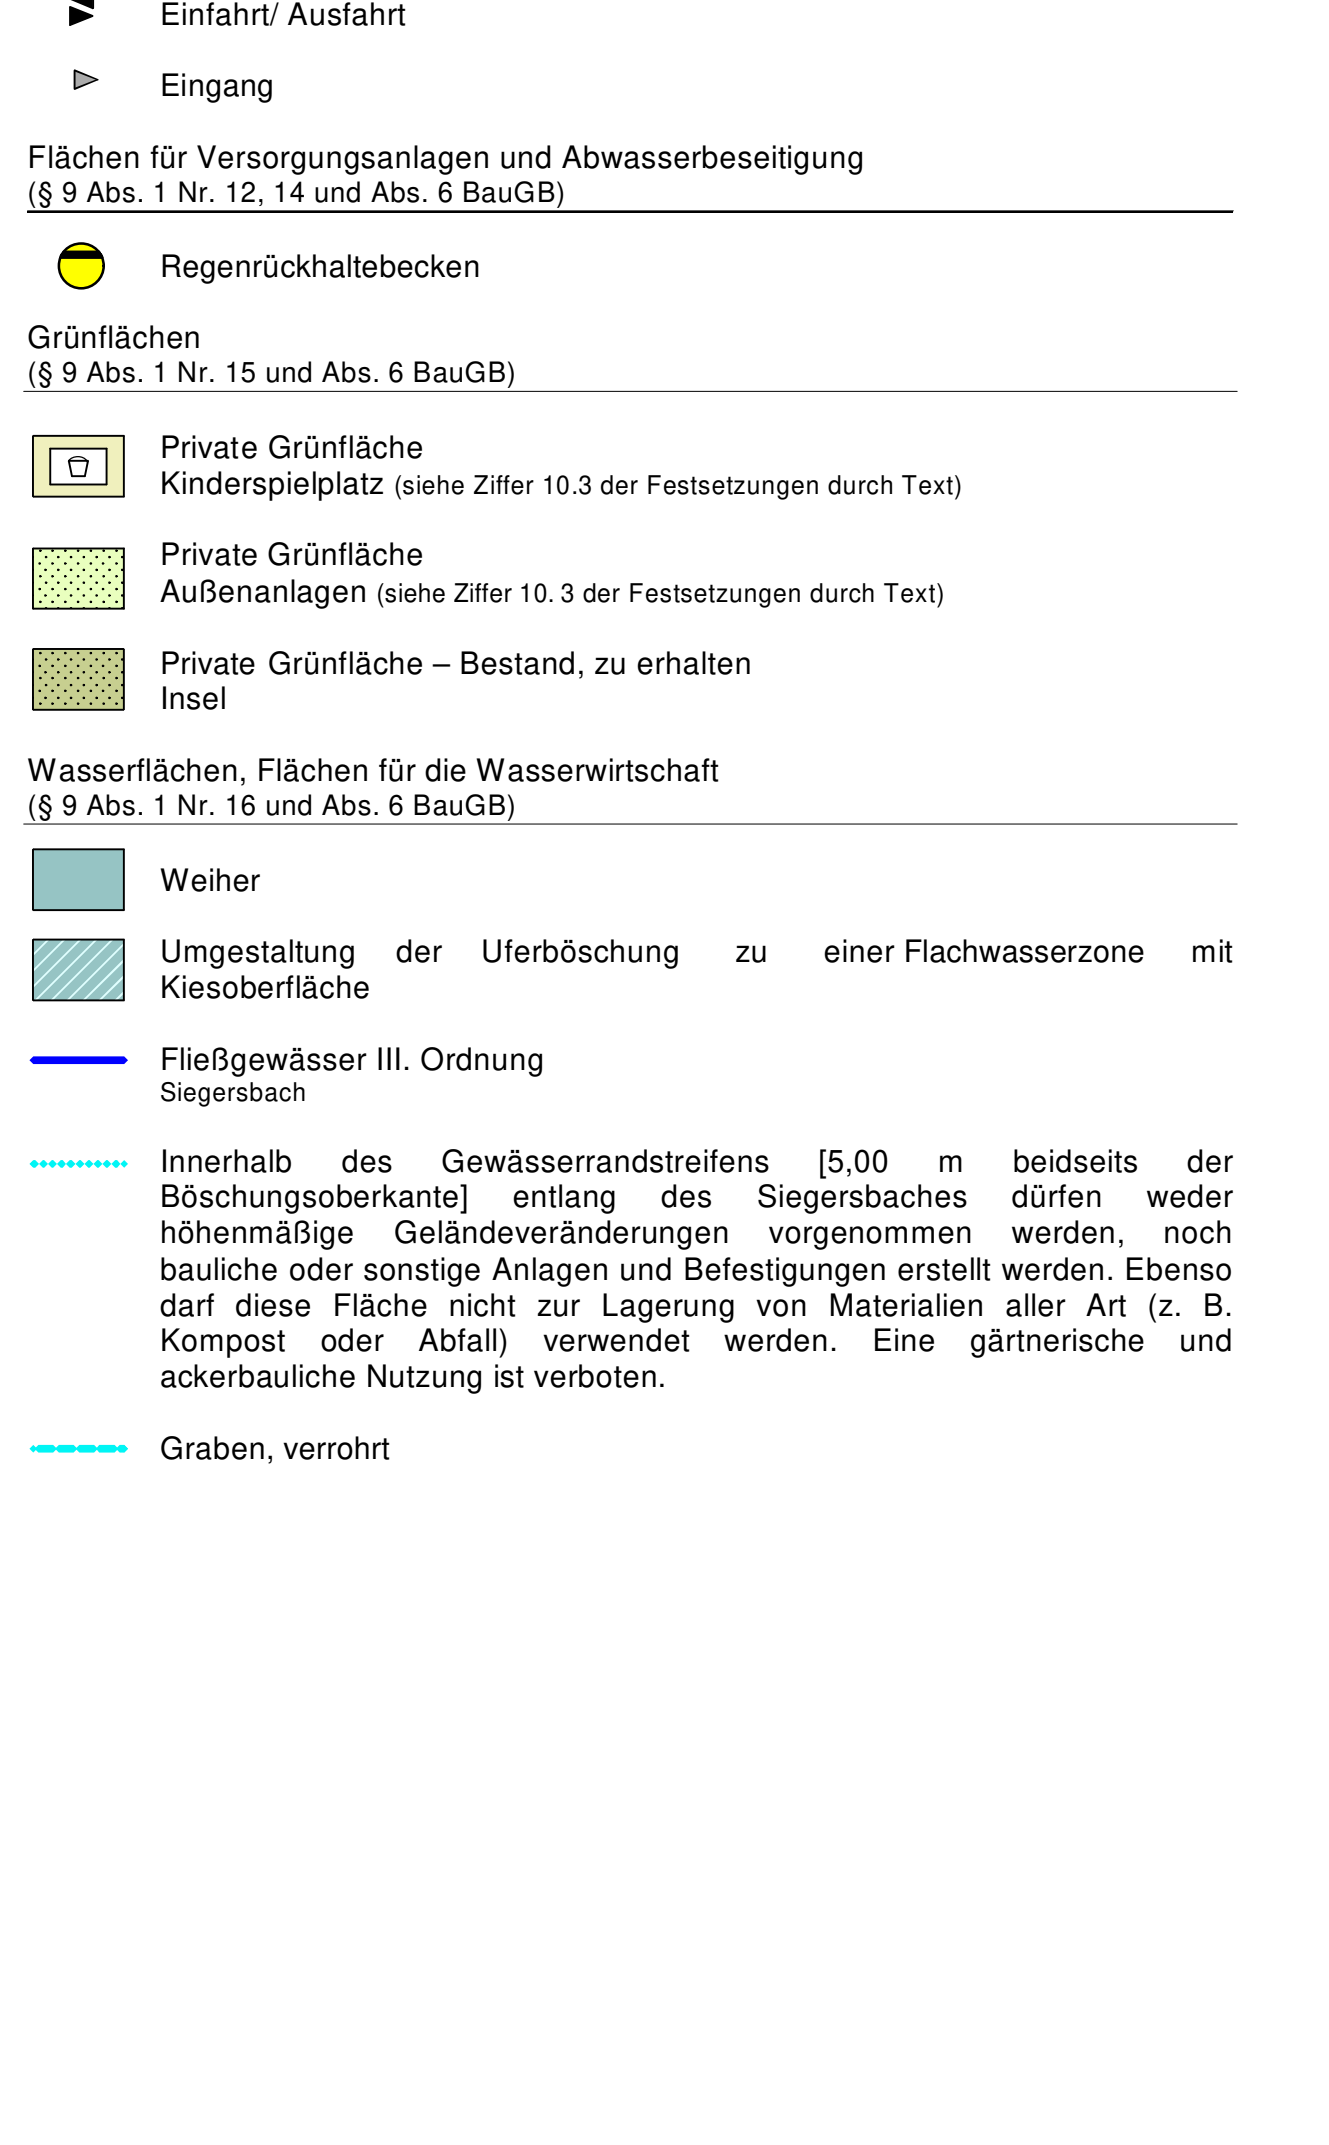 Einfahrt/ Ausfahrt
Eingang
Flächen für Versorgungsanlagen und Abwasserbeseitigung
(§ 9 Abs. 1 Nr. 12, 14 und Abs. 6 BauGB)
Regenrückhaltebecken
Grünflächen
(§ 9 Abs. 1 Nr. 15 und Abs. 6 BauGB)
Private Grünfläche
Kinderspielplatz (siehe Ziffer 10.3 der Festsetzungen durch Text)
Private Grünfläche
Außenanlagen (siehe Ziffer 10. 3 der Festsetzungen durch Text)
Private Grünfläche – Bestand, zu erhalten
Insel
Wasserflächen, Flächen für die Wasserwirtschaft
(§ 9 Abs. 1 Nr. 16 und Abs. 6 BauGB)
Weiher
Umgestaltung der Uferböschung zu einer Flachwasserzone mit
Kiesoberfläche
Fließgewässer III. Ordnung
Siegersbach
Innerhalb des Gewässerrandstreifens [5,00 m beidseits der
Böschungsoberkante] entlang des Siegersbaches dürfen weder
höhenmäßige Geländeveränderungen vorgenommen werden, noch
bauliche oder sonstige Anlagen und Befestigungen erstellt werden. Ebenso
darf diese Fläche nicht zur Lagerung von Materialien aller Art (z. B.
Kompost oder Abfall) verwendet werden. Eine gärtnerische und
ackerbauliche Nutzung ist verboten.
Graben, verrohrt